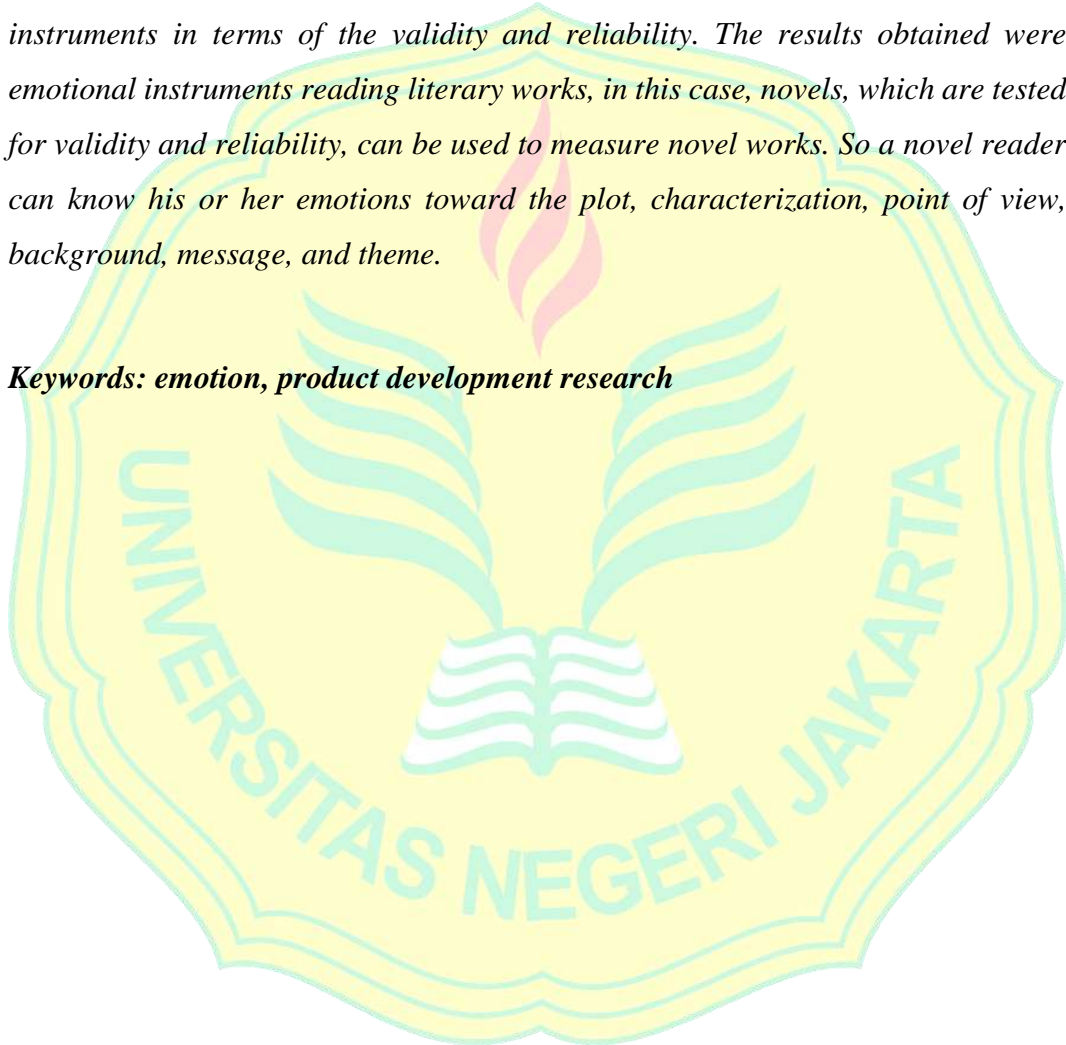 instruments in terms of the validity and reliability. The results obtained were
emotional instruments reading literary works, in this case, novels, which are tested
for validity and reliability, can be used to measure novel works. So a novel reader
can know his or her emotions toward the plot, characterization, point of view,
background, message, and theme.
Keywords: emotion, product development research
UNIVERSITAS NEGERI JAKARTA